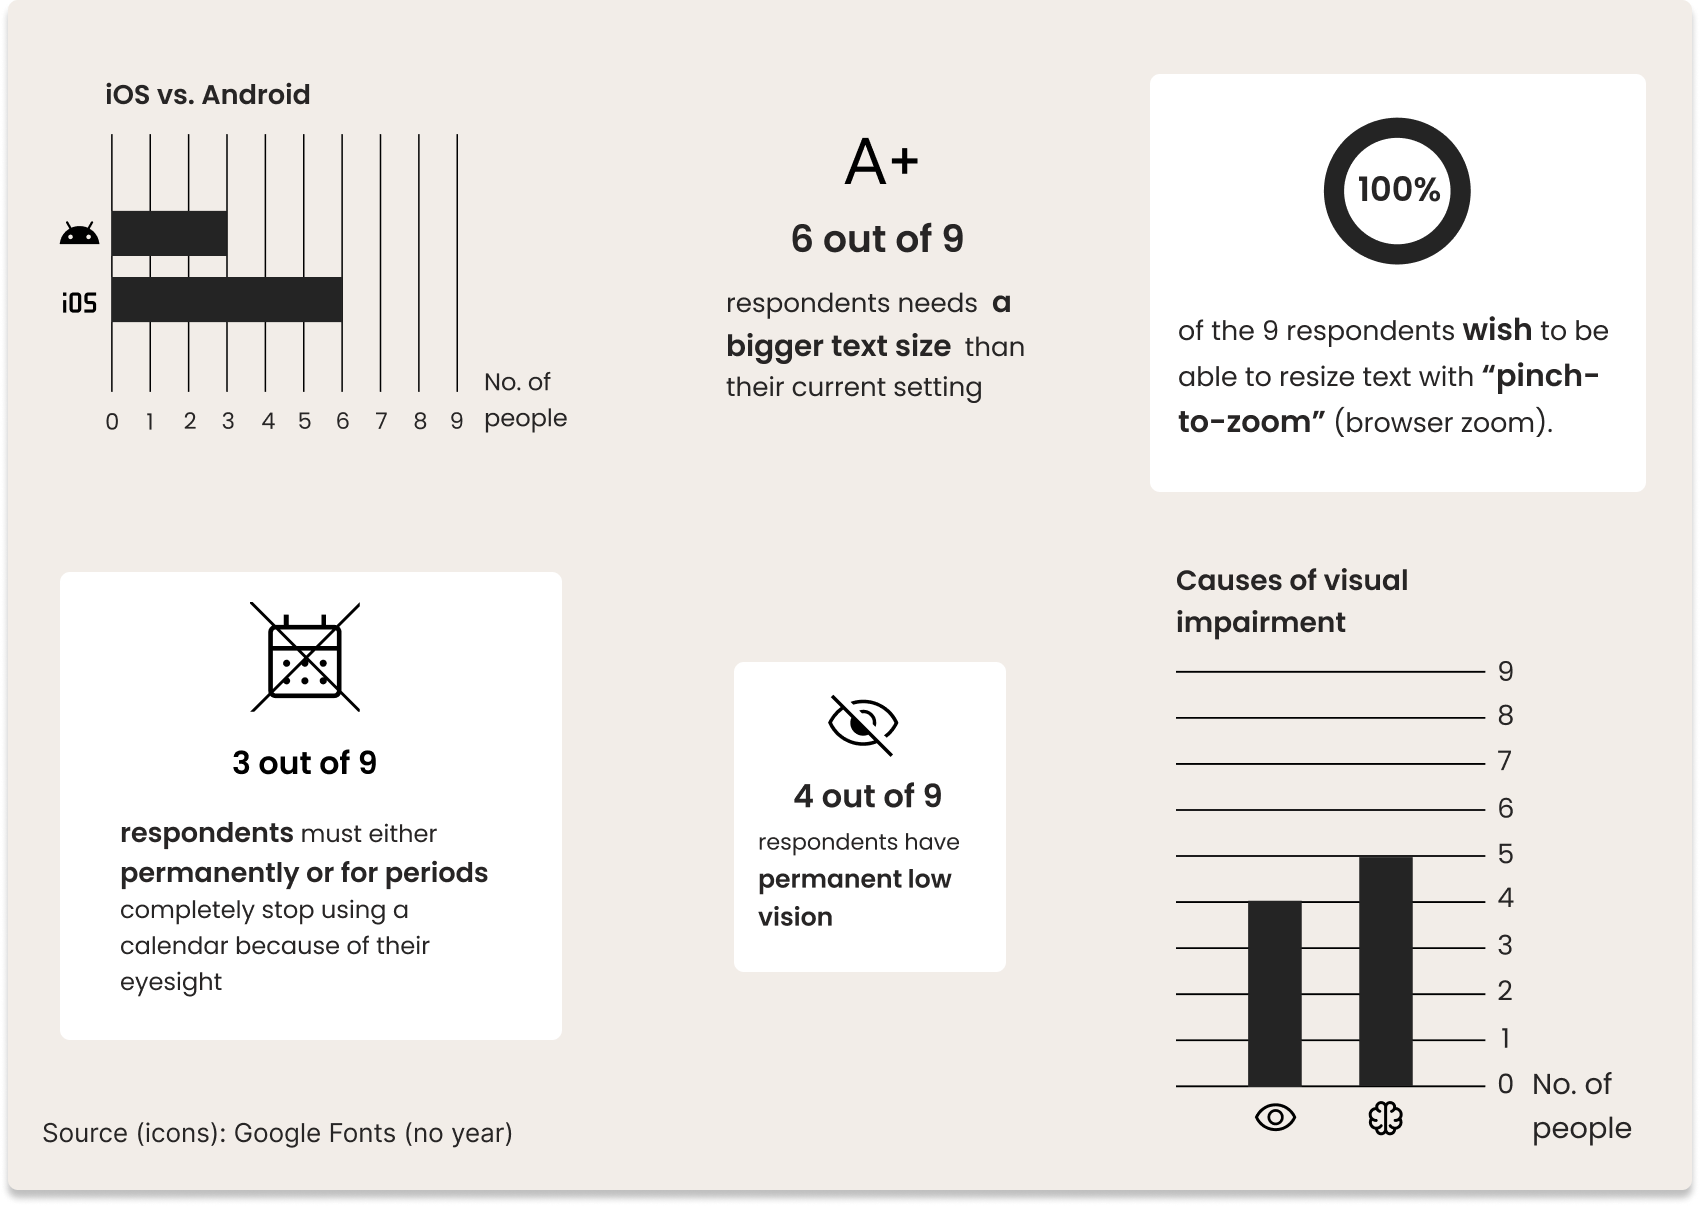 iOS vs. Android
iOS
0 1 2 3 4 5 6 7 8 9
No. of
people
A+
6 out of 9
respondents needs a
bigger text size than
their current setting
100%
of the 9 respondents wish to be
able to resize text with “pinch-
to-zoom” (browser zoom).
3 out of 9
respondents must either
permanently or for periods
completely stop using a
calendar because of their
eyesight
4 out of 9
respondents have
permanent low
vision
Causes of visual
impairment
9
8
7
6
5
4
3
2
1
0
No. of
people
Source (icons): Google Fonts (no year)